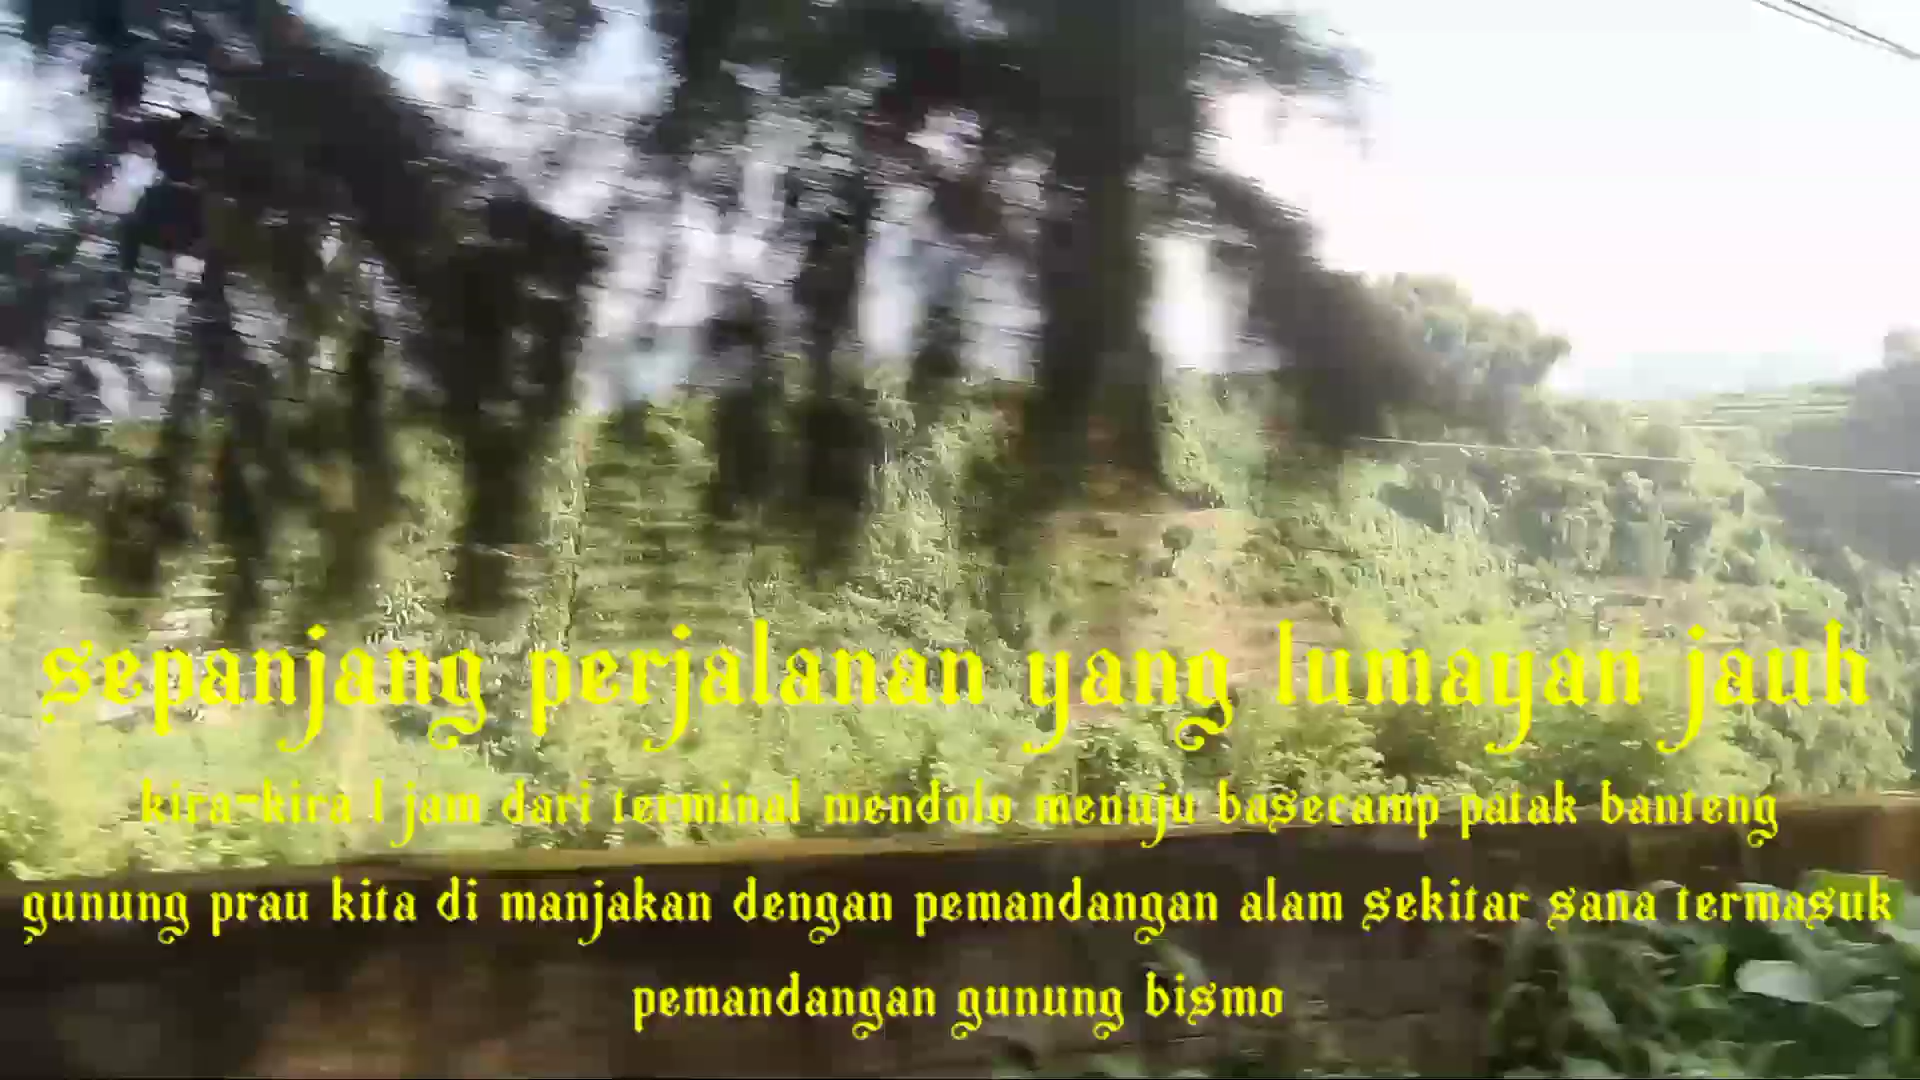 sepanjang perjalanan yang lumayan jauh
kira-kira 1 jam dari terminal mendolo menuju basecamp patak banteng
gunung prau kita di manjakan dengan pemandangan alam sekitar sana termasuk
pemandangan gunung bismo